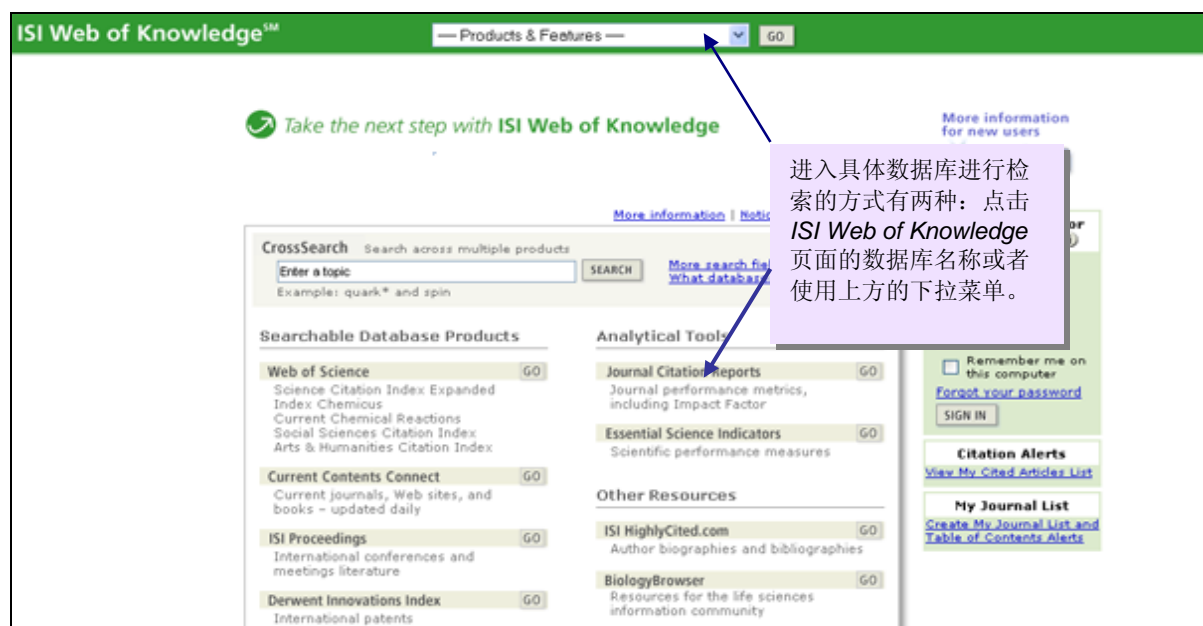 ISI Web of Knowledge℠
— Products & Features —
GO
Take the next step with ISI Web of Knowledge
More information
for new users
进入具体数据库进行检
索的方式有两种：点击
ISI Web of Knowledge
页面的数据库名称或者
使用上方的下拉菜单。
More information | Notic
CrossSearch Search across multiple products
Enter a topic
SEARCH
More search fie
What databas
Example: quark* and spin
Searchable Database Products
Web of Science GO
Science Citation Index Expanded
Index Chemicus
Current Chemical Reactions
Social Sciences Citation Index
Arts & Humanities Citation Index
Current Contents Connect GO
Current journals, Web sites, and
books – updated daily
ISI Proceedings GO
International conferences and
meetings literature
Derwent Innovations Index GO
International patents
Analytical Tools
Journal Citation Reports GO
Journal performance metrics,
including Impact Factor
Essential Science Indicators GO
Scientific performance measures
Other Resources
ISI HighlyCited.com GO
Author biographies and bibliographies
BiologyBrowser GO
Resources for the life sciences
information community
or
Remember me on
this computer
Forgot your password
SIGN IN
Citation Alerts
View My Cited Articles List
My Journal List
Create My Journal List and
Table of Contents Alerts